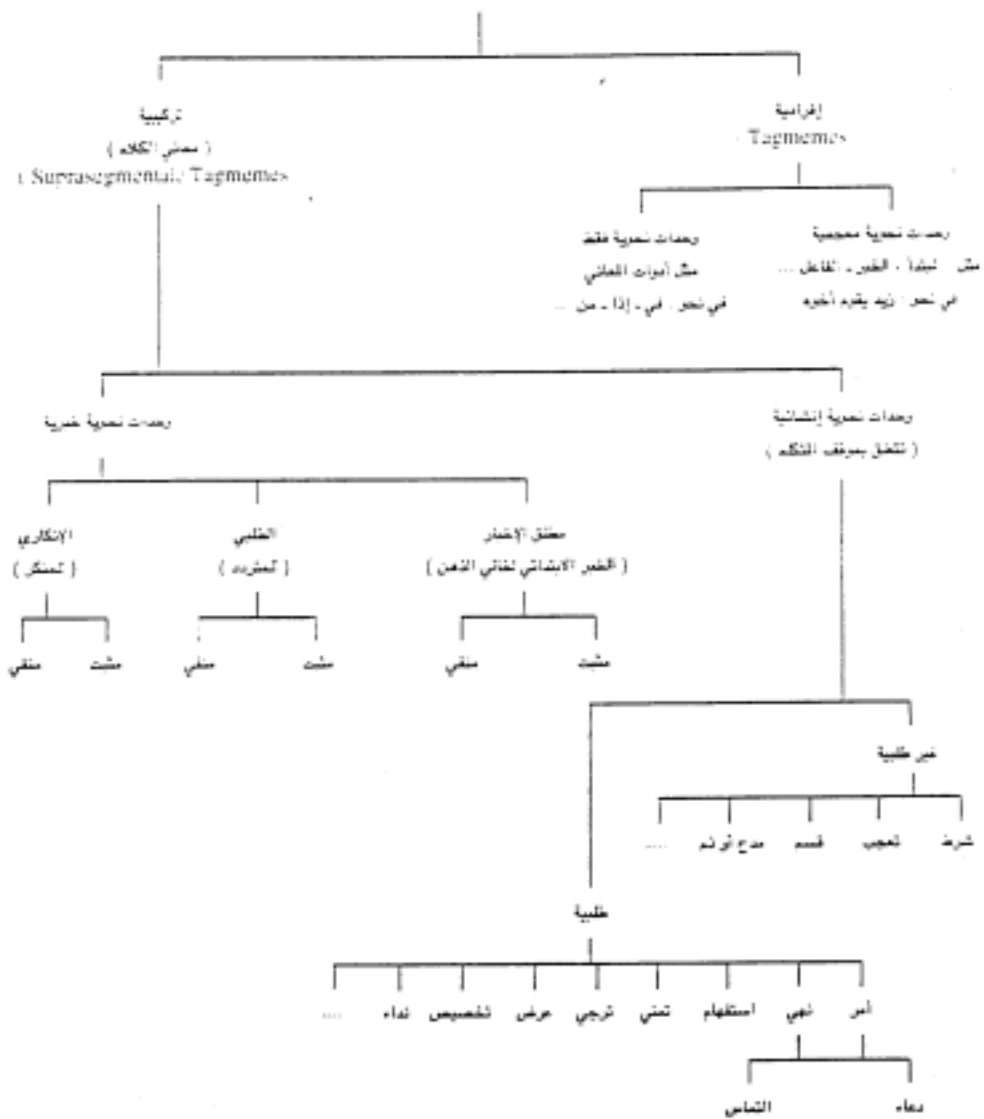 إفرادية
( Tagmemes
تركيبية
( معاني الكلام )
( Suprasegmental Tagmemes
وحدات نحوية معجمية
مثل المبتدأ ـ الخبر ـ الفاعل ...
في نحو : زيد يقوم أخوه
وحدات نحوية فقط
مثل أدوات المعاني
في نحو : في ـ إذا ـ من ...
وحدات نحوية إنشائية
( تتعلق بموقف المتكلم )
وحدات نحوية خبرية
مطلق الإخبار
( الخبر الابتدائي لخالي الذهن )
الطلبي
( لمتردد )
الإنكاري
( لمنكر )
مثبت
منفي
مثبت
منفي
مثبت
منفي
غير طلبية
شرط
تعجب
قسم
مدح أو ذم
....
طلبية
أمر
نهي
استفهام
تمني
ترجي
عرض
تخصيص
نداء
....
دعاء
التماس